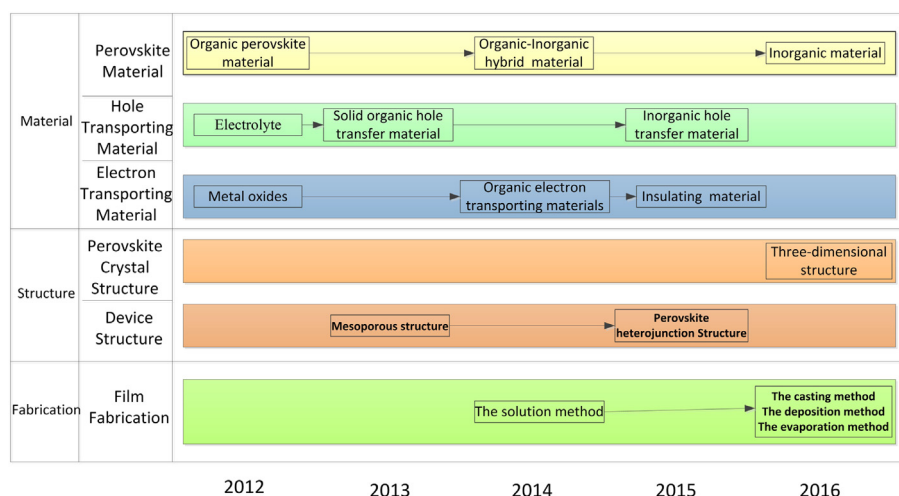 Material
Perovskite
Material
Organic perovskite
material
Organic-Inorganic
hybrid material
Inorganic material
Hole
Transporting
Material
Electrolyte
Solid organic hole
transfer material
Inorganic hole
transfer material
Electron
Transporting
Material
Metal oxides
Organic electron
transporting materials
Insulating material
Structure
Perovskite
Crystal
Structure
Three-dimensional
structure
Device
Structure
Mesoporous structure
Perovskite
heterojunction Structure
Fabrication
Film
Fabrication
The solution method
The casting method
The deposition method
The evaporation method
2012
2013
2014
2015
2016